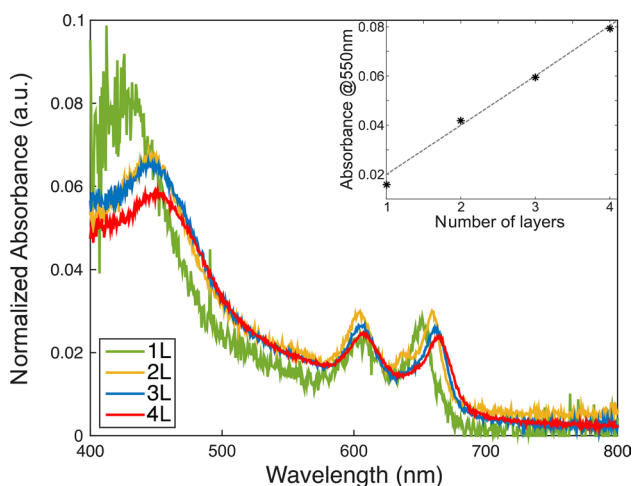 0.1
0.08
0.06
0.04
0.02
0
Normalized Absorbance (a.u.)
400
500
600
700
800
Wavelength (nm)
1L
2L
3L
4L
0.08
0.06
0.04
0.02
Absorbance @550nm
1
2
3
4
Number of layers